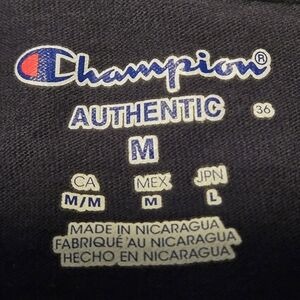 Champion®
AUTHENTIC 36
M
CA MEX JPN
M/M M L
MADE IN NICARAGUA
FABRIQUÉ AU NICARAGUA
HECHO EN NICARAGUA